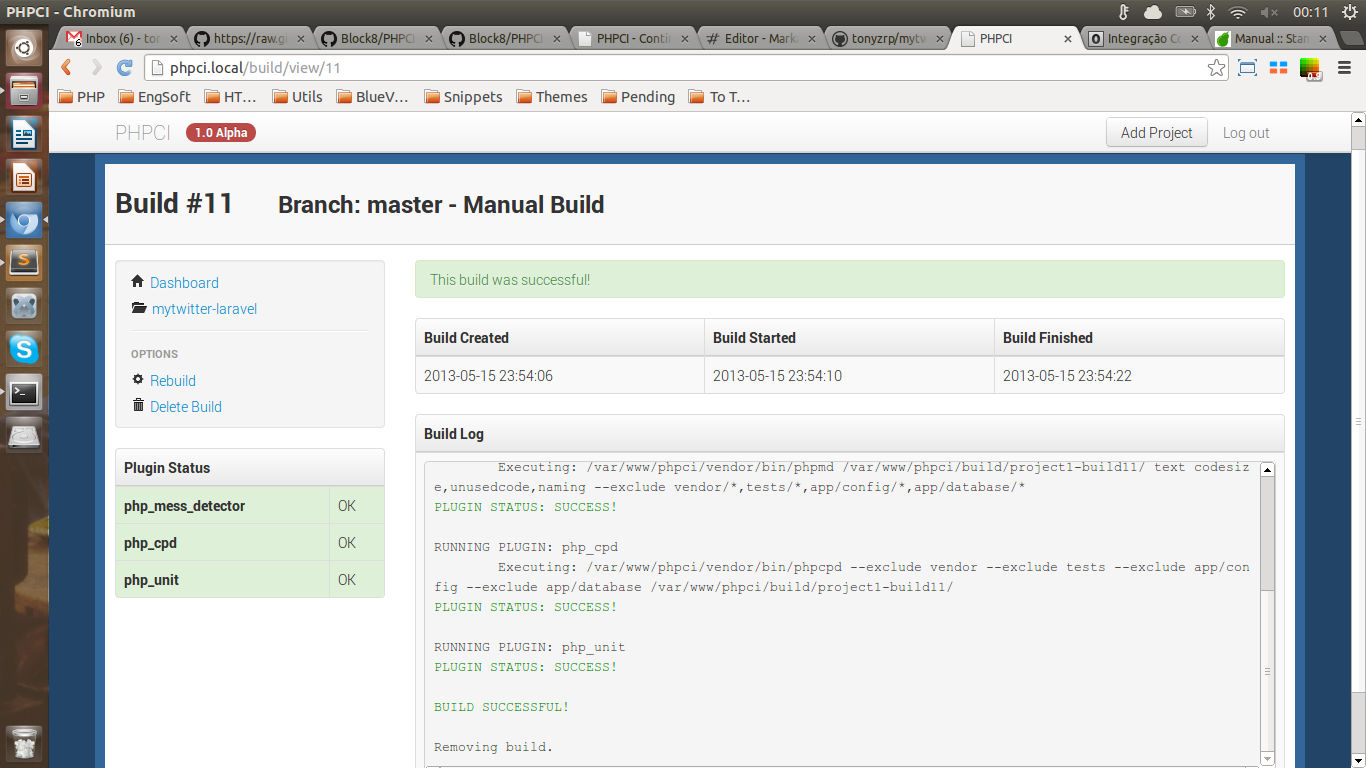 PHPCI - Chromium
00:11
Inbox (6) - tor
https://raw.gi
Block8/PHPC
Block8/PHPC
PHPCI - Conti
Editor - Mark
tonyzrp/mytw
PHPCI
Integração Co
Manual :: Stan
phpci.local/build/view/11
PHP
EngSoft
HT...
Utils
BlueV...
Snippets
Themes
Pending
To T...
PHPCI
1.0 Alpha
Add Project
Log out
Build #11
Branch: master - Manual Build
Dashboard
mytwitter-laravel
OPTIONS
Rebuild
Delete Build
Plugin Status
php_mess_detector OK
php_cpd OK
php_unit OK
This build was successful!
Build Created Build Started Build Finished
2013-05-15 23:54:06 2013-05-15 23:54:10 2013-05-15 23:54:22
Build Log
Executing: /var/www/phpci/vendor/bin/phpmd /var/www/phpci/build/project1-build11/ text codesiz
e,unusedcode,naming --exclude vendor/*,tests/*,app/config/*,app/database/*
PLUGIN STATUS: SUCCESS!
RUNNING PLUGIN: php_cpd
Executing: /var/www/phpci/vendor/bin/phpcpd --exclude vendor --exclude tests --exclude app/con
fig --exclude app/database /var/www/phpci/build/project1-build11/
PLUGIN STATUS: SUCCESS!
RUNNING PLUGIN: php_unit
PLUGIN STATUS: SUCCESS!
BUILD SUCCESSFUL!
Removing build.